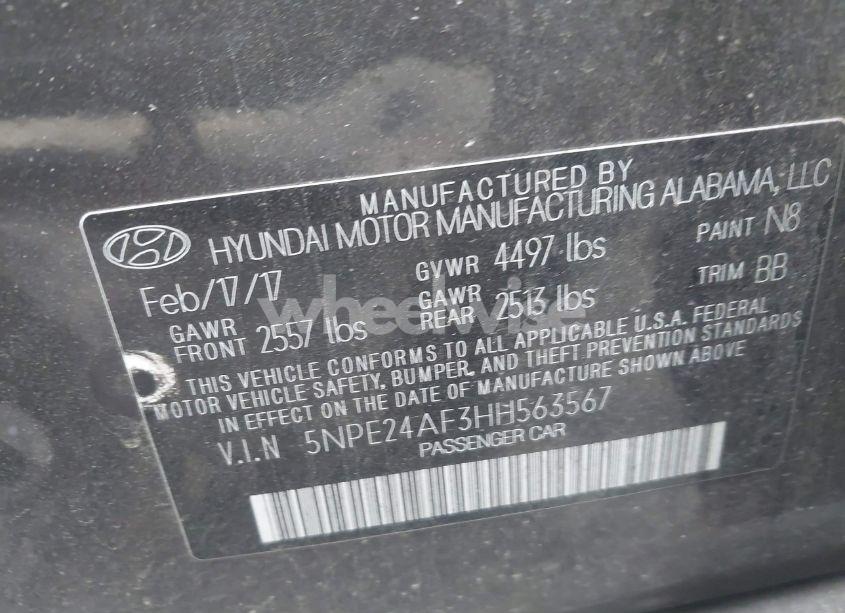 MANUFACTURED BY
HYUNDAI MOTOR MANUFACTURING ALABAMA, LLC
Feb/17/17 GVWR 4497 lbs PAINT N8
GAWR FRONT 2557 lbs GAWR REAR 2513 lbs TRIM BB
THIS VEHICLE CONFORMS TO ALL APPLICABLE U.S.A. FEDERAL
MOTOR VEHICLE SAFETY, BUMPER, AND THEFT PREVENTION STANDARDS
IN EFFECT ON THE DATE OF MANUFACTURE SHOWN ABOVE
V.I.N 5NPE24AF3HH563567
PASSENGER CAR
wheelwise